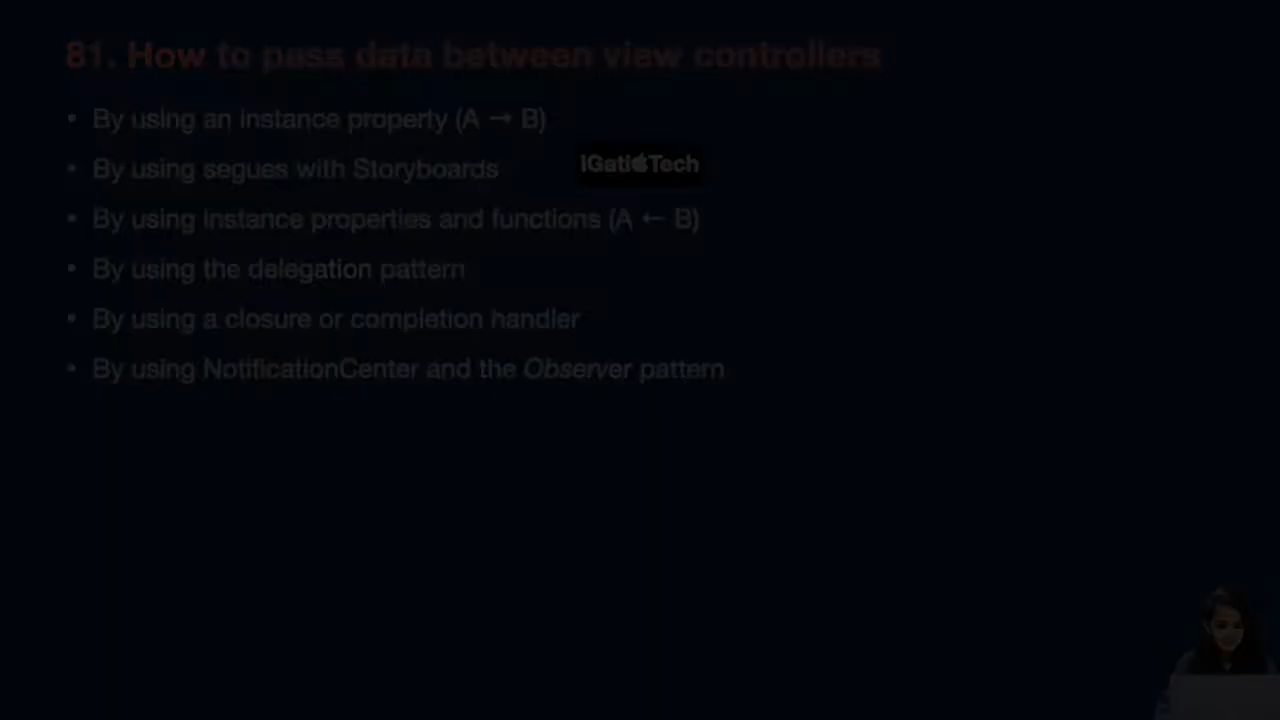 81. How to pass data between view controllers
• By using an instance property (A → B)
• By using segues with Storyboards
iGatiTech
• By using instance properties and functions (A ← B)
• By using the delegation pattern
• By using a closure or completion handler
• By using NotificationCenter and the Observer pattern